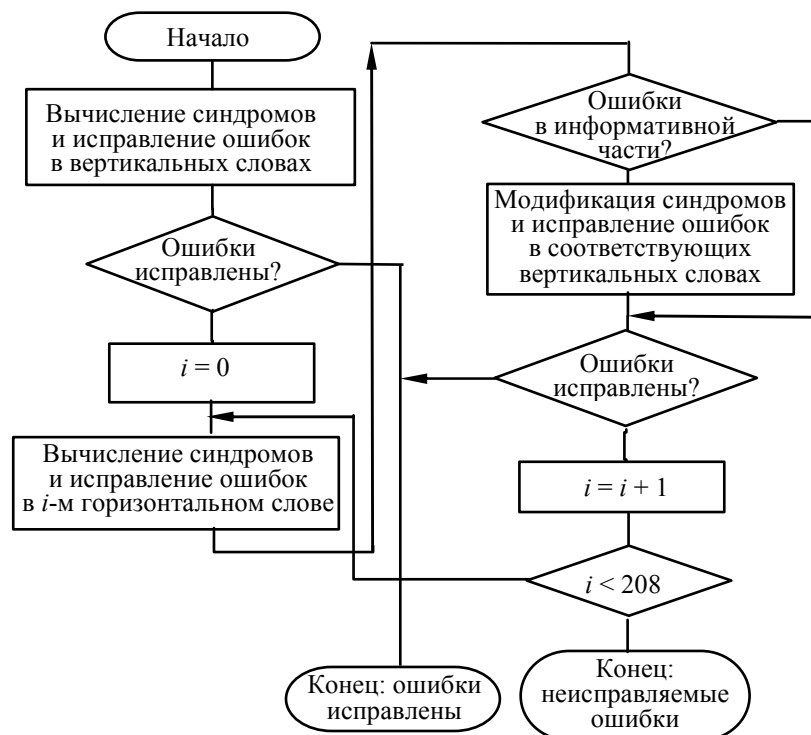 Начало
Вычисление синдромов
и исправление ошибок
в вертикальных словах
Ошибки
исправлены?
i = 0
Вычисление синдромов
и исправление ошибок
в i-м горизонтальном слове
Ошибки
в информативной
части?
Модификация синдромов
и исправление ошибок
в соответствующих
вертикальных словах
Ошибки
исправлены?
i = i + 1
i < 208
Конец: ошибки
исправлены
Конец:
неисправляемые
ошибки